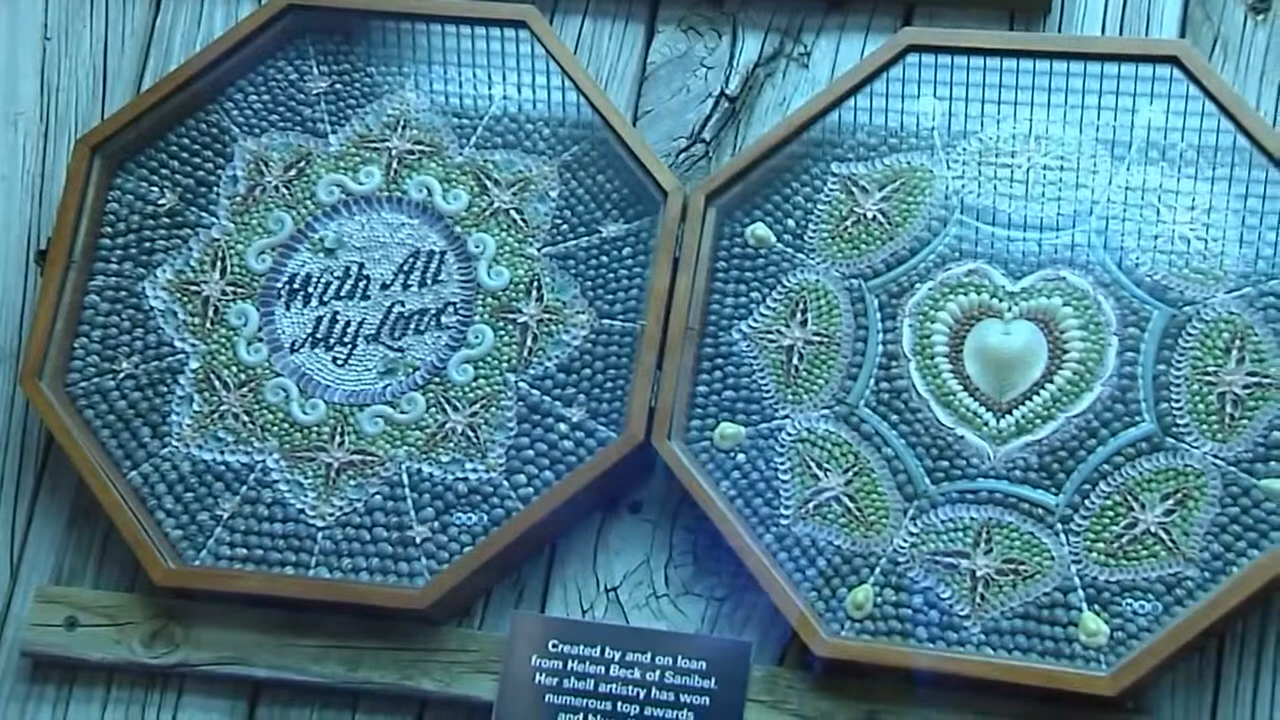 With All
My Love
Created by and on loan
from Helen Beck of Sanibel.
Her shell artistry has won
numerous top awards
and